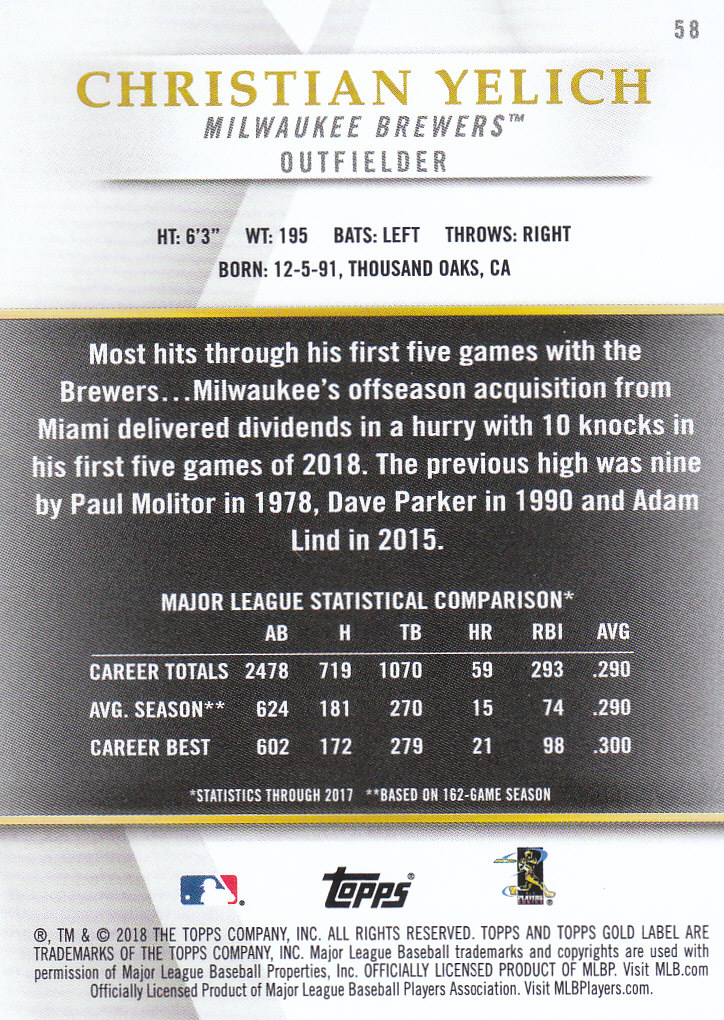 58
CHRISTIAN YELICH
MILWAUKEE BREWERS™
OUTFIELDER
HT: 6'3" WT: 195 BATS: LEFT THROWS: RIGHT
BORN: 12-5-91, THOUSAND OAKS, CA
Most hits through his first five games with the
Brewers...Milwaukee's offseason acquisition from
Miami delivered dividends in a hurry with 10 knocks in
his first five games of 2018. The previous high was nine
by Paul Molitor in 1978, Dave Parker in 1990 and Adam
Lind in 2015.
MAJOR LEAGUE STATISTICAL COMPARISON*
AB H TB HR RBI AVG
CAREER TOTALS 2478 719 1070 59 293 .290
AVG. SEASON** 624 181 270 15 74 .290
CAREER BEST 602 172 279 21 98 .300
*STATISTICS THROUGH 2017 **BASED ON 162-GAME SEASON
topps®
PLAYERS
®, TM & © 2018 THE TOPPS COMPANY, INC. ALL RIGHTS RESERVED. TOPPS AND TOPPS GOLD LABEL ARE
TRADEMARKS OF THE TOPPS COMPANY, INC. Major League Baseball trademarks and copyrights are used with
permission of Major League Baseball Properties, Inc. OFFICIALLY LICENSED PRODUCT OF MLBP. Visit MLB.com
Officially Licensed Product of Major League Baseball Players Association. Visit MLBPlayers.com.